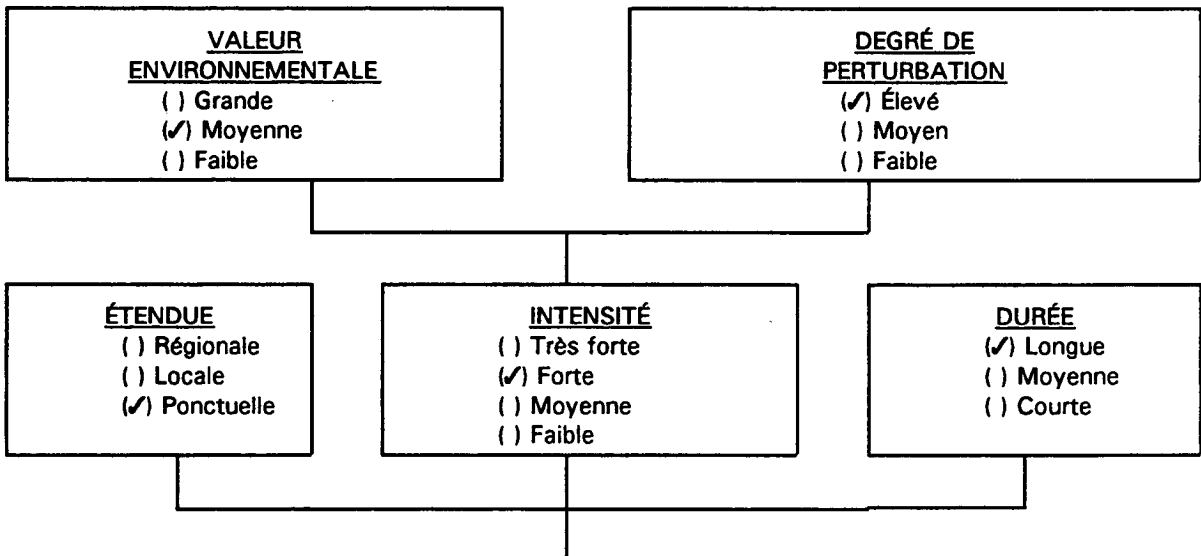 VALEUR
ENVIRONNEMENTALE
( ) Grande
(✓) Moyenne
( ) Faible
DEGRÉ DE
PERTURBATION
(✓) Élevé
( ) Moyen
( ) Faible
ÉTENDUE
( ) Régionale
( ) Locale
(✓) Ponctuelle
INTENSITÉ
( ) Très forte
(✓) Forte
( ) Moyenne
( ) Faible
DURÉE
(✓) Longue
( ) Moyenne
( ) Courte